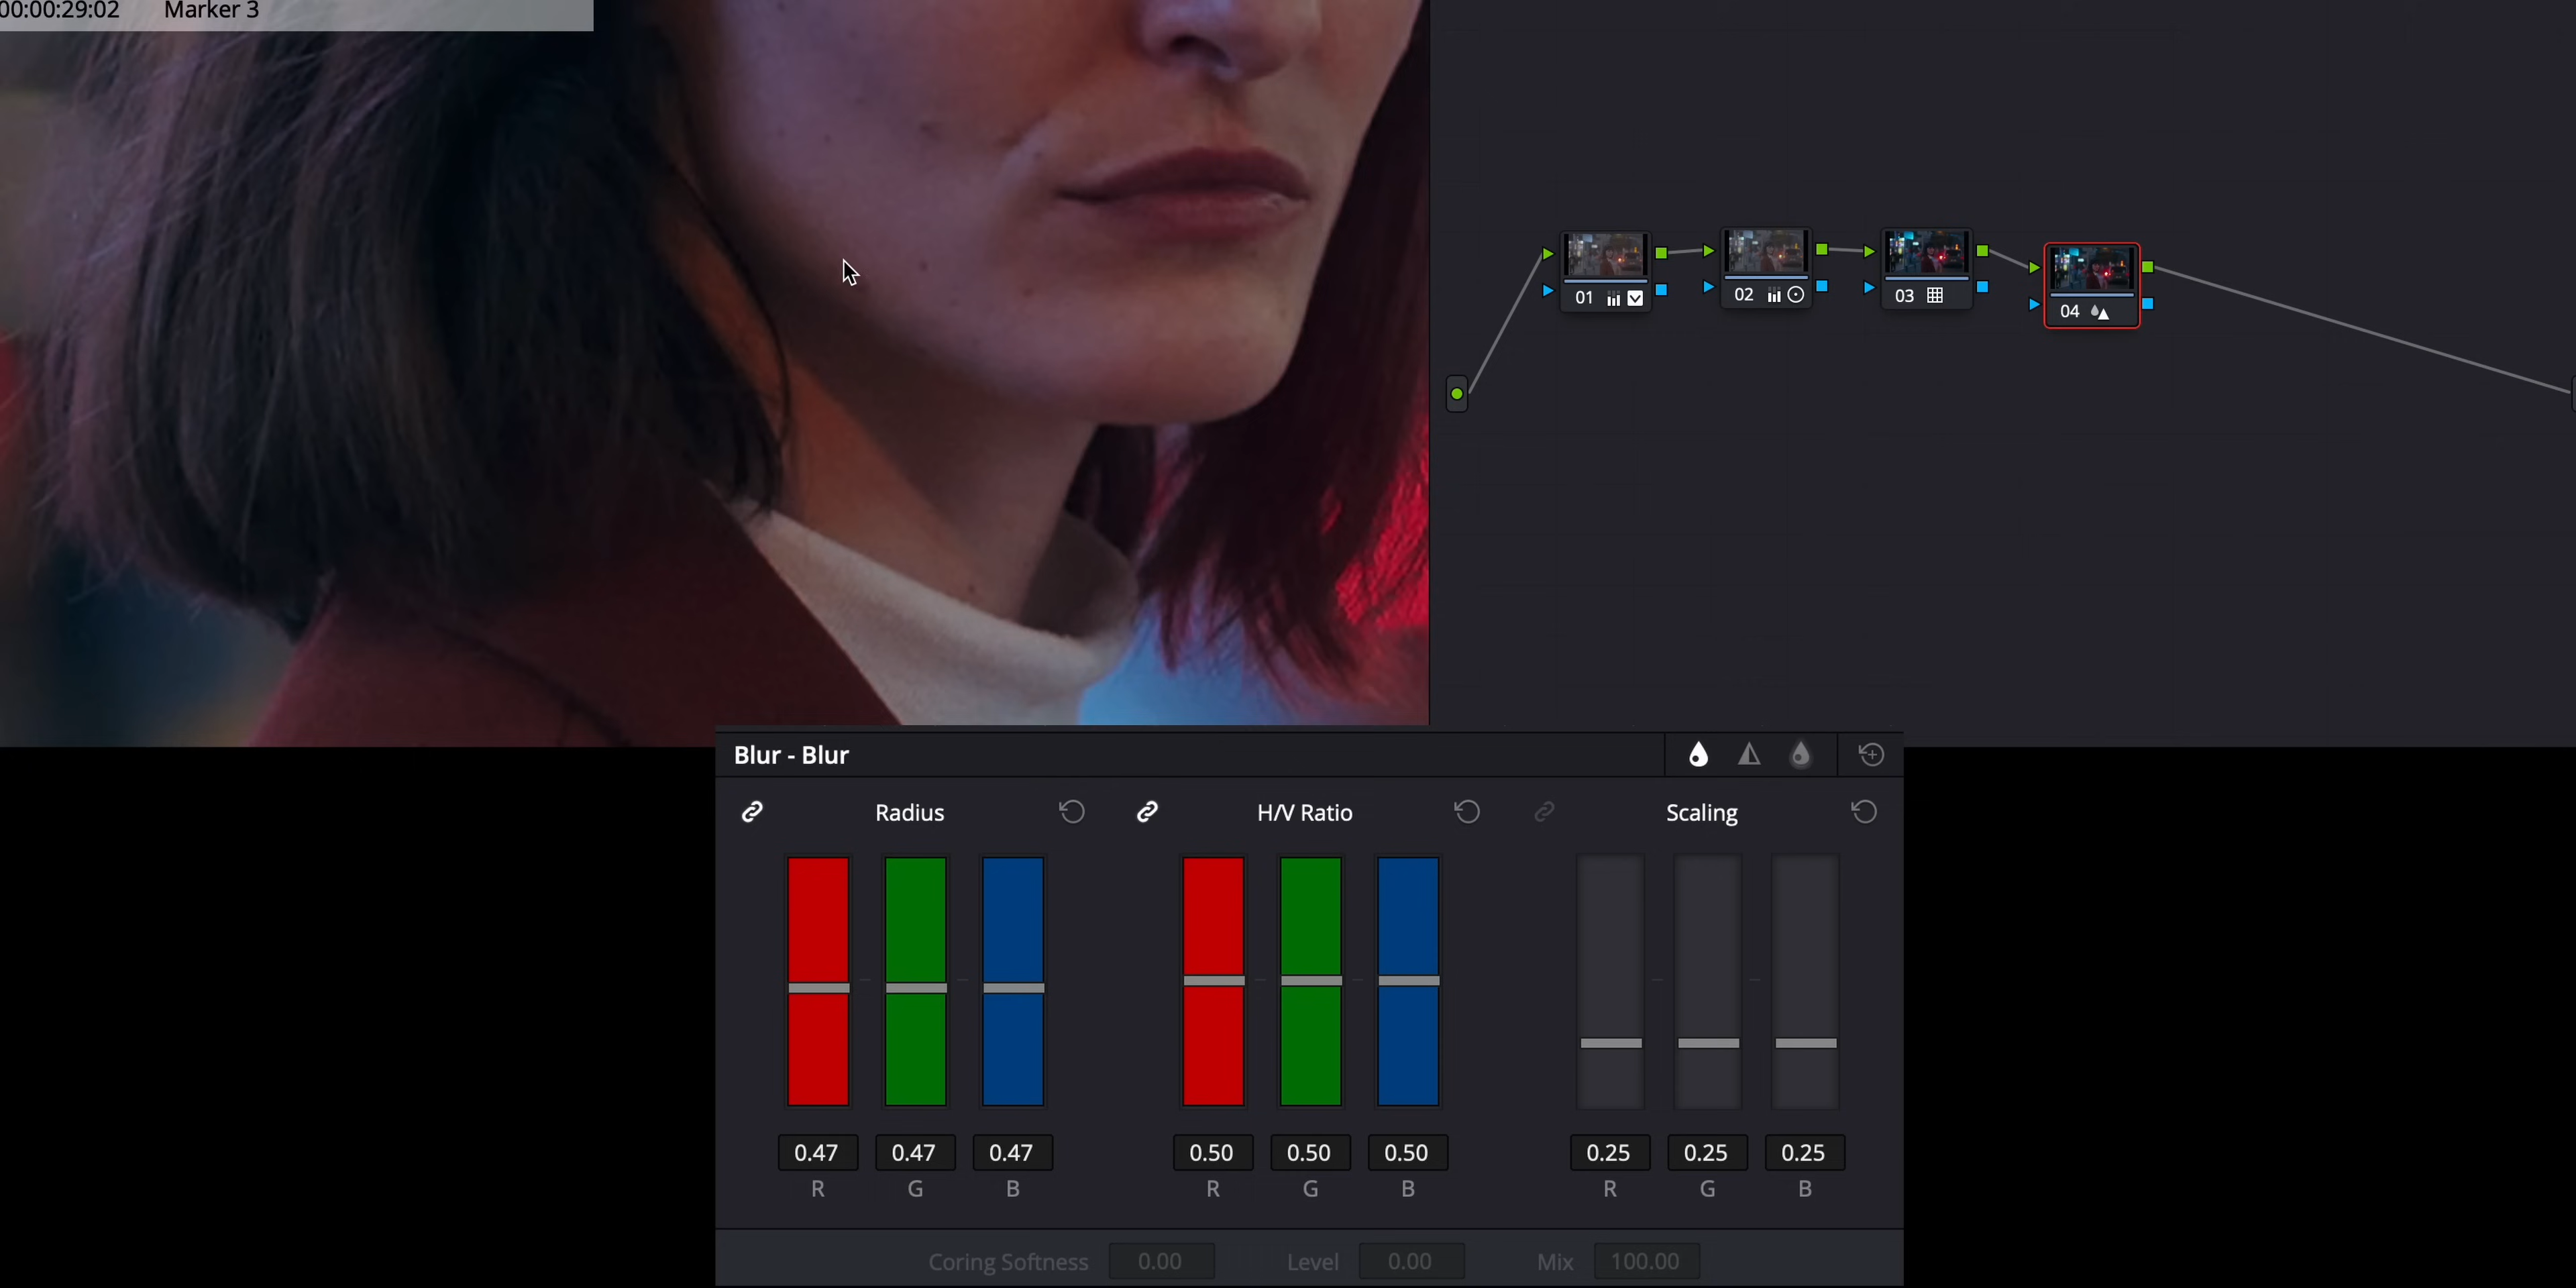 00:00:29:02 Marker 3
01 02 03 04
Blur - Blur
Radius H/V Ratio Scaling
0.47 0.47 0.47 0.50 0.50 0.50 0.25 0.25 0.25
R G B R G B R G B
Coring Softness 0.00 Level 0.00 Mix 100.00